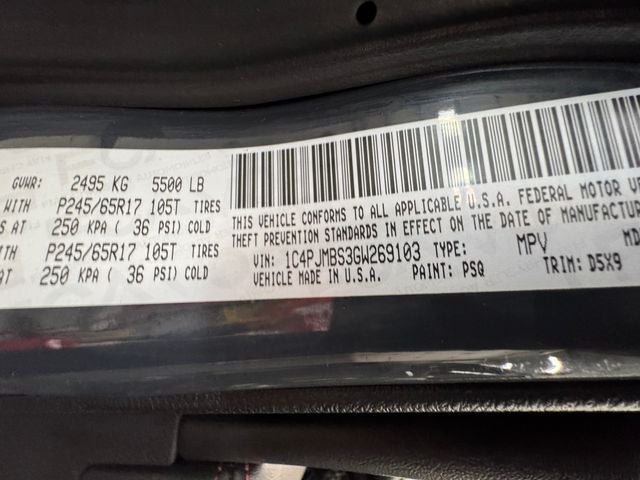 GVWR: 2495 KG 5500 LB
WITH P245/65R17 105T TIRES
AT 250 KPA ( 36 PSI) COLD
WITH P245/65R17 105T TIRES
AT 250 KPA ( 36 PSI) COLD
THIS VEHICLE CONFORMS TO ALL APPLICABLE U.S.A. FEDERAL MOTOR VE
THEFT PREVENTION STANDARDS IN EFFECT ON THE DATE OF MANUFACTUR
VIN: 1C4PJMBS3GW269103 TYPE: MPV MD
VEHICLE MADE IN U.S.A. PAINT: PSQ TRIM: D5X9